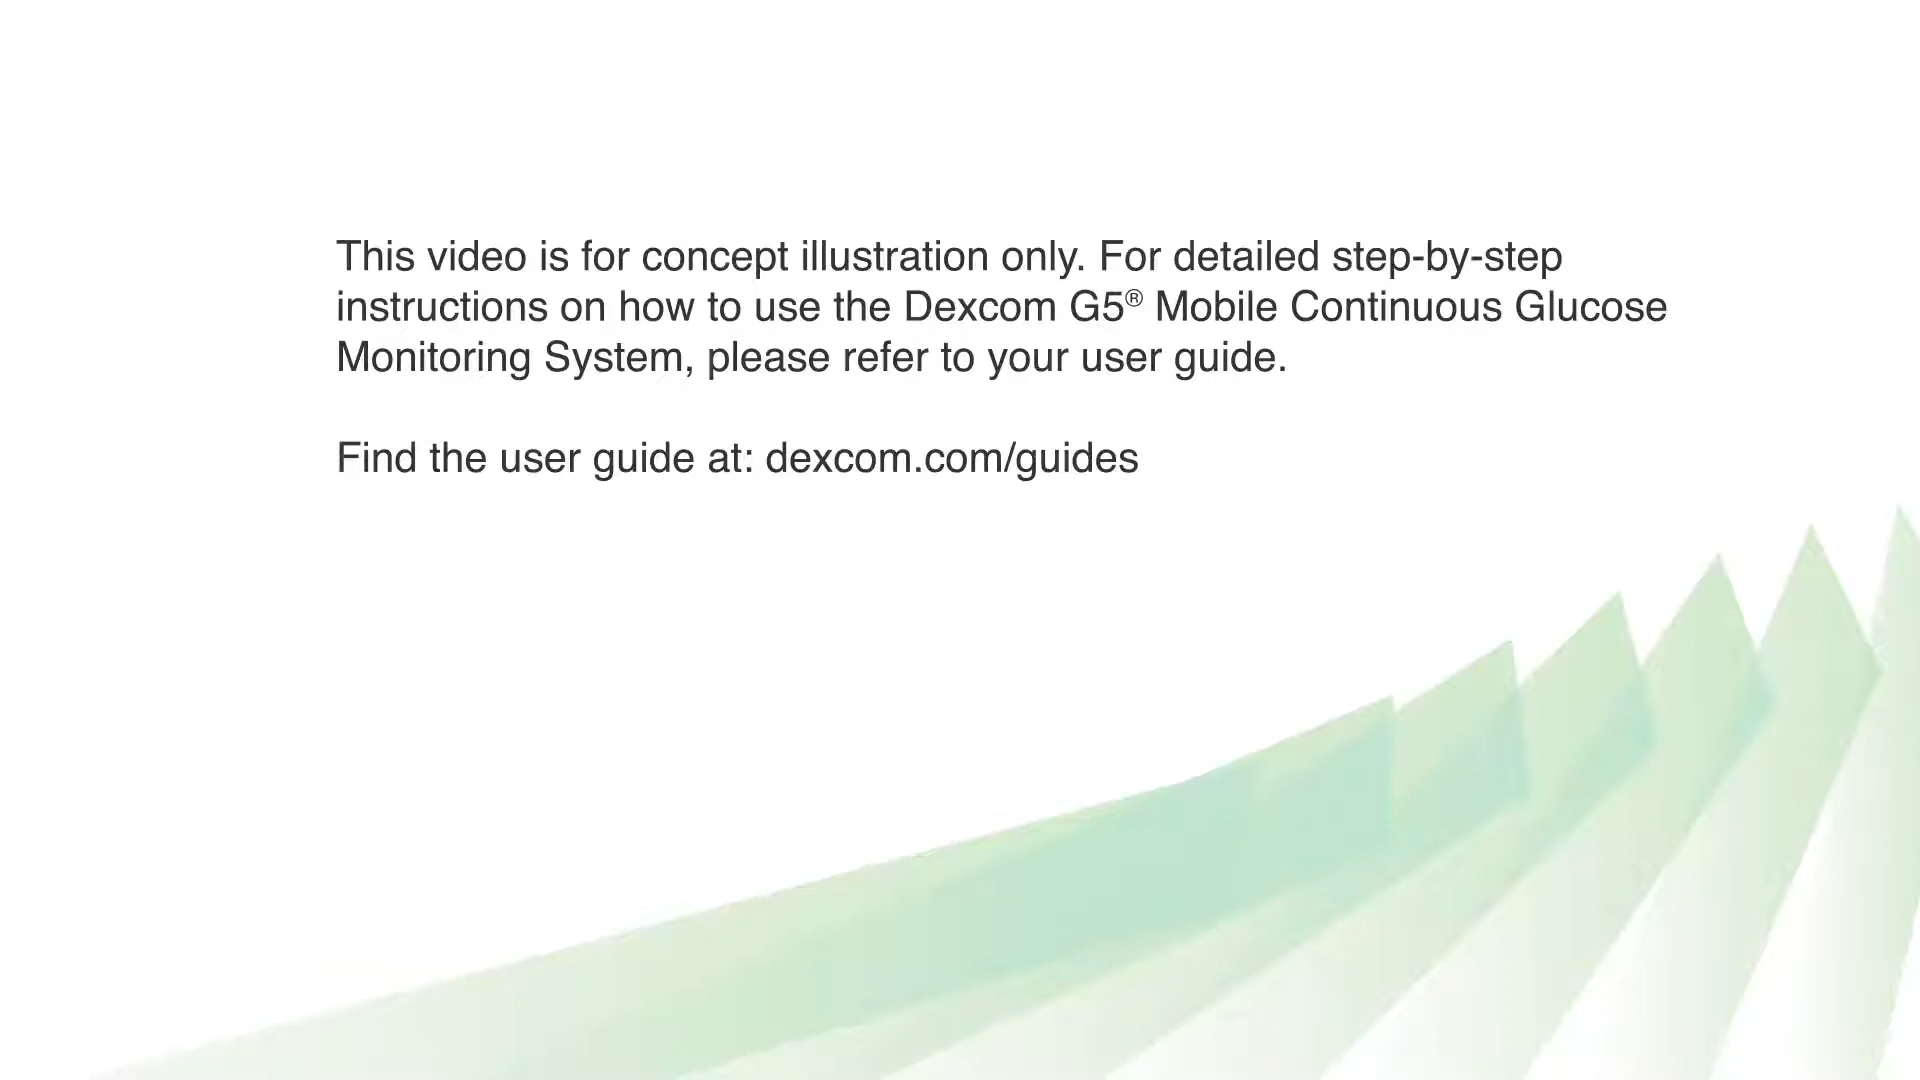 This video is for concept illustration only. For detailed step-by-step
instructions on how to use the Dexcom G5® Mobile Continuous Glucose
Monitoring System, please refer to your user guide.
Find the user guide at: dexcom.com/guides